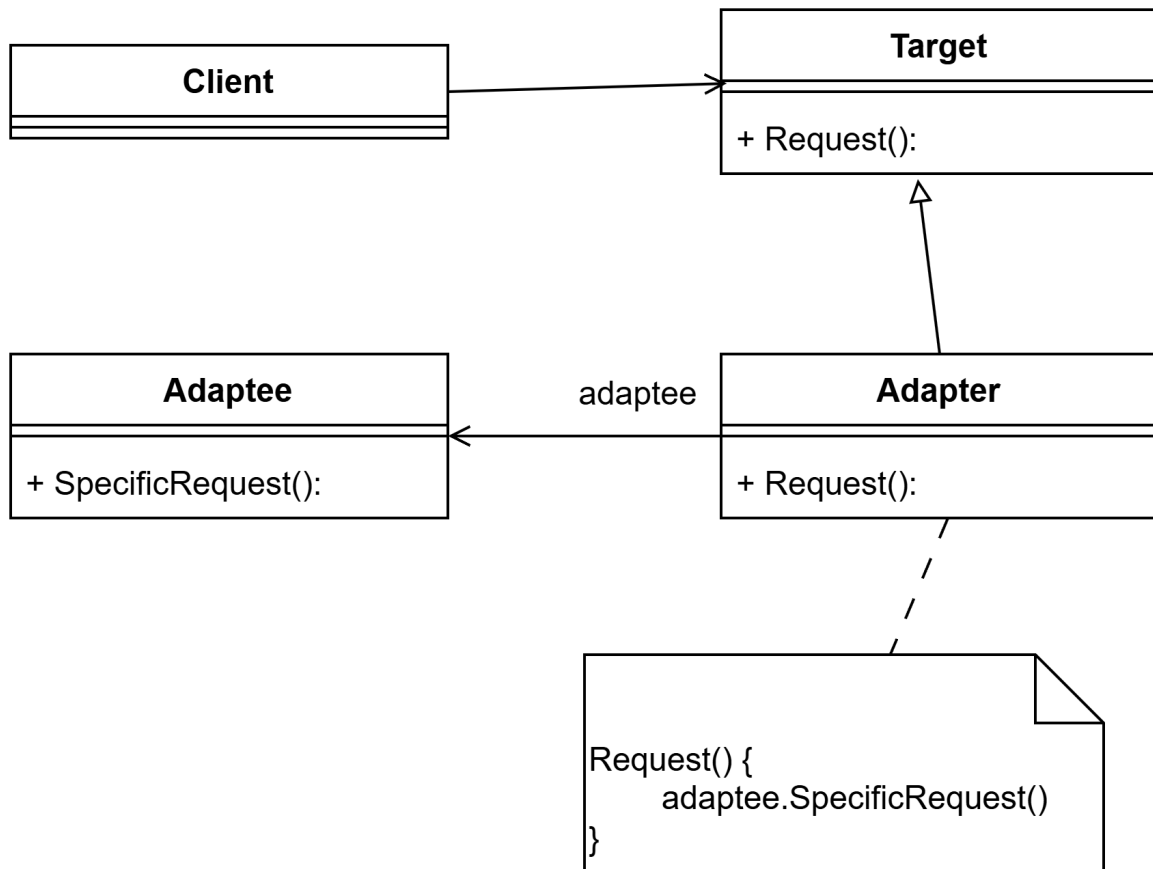 Client
Target
+ Request():
Adaptee
+ SpecificRequest():
adaptee
Adapter
+ Request():
Request() {
adaptee.SpecificRequest()
}